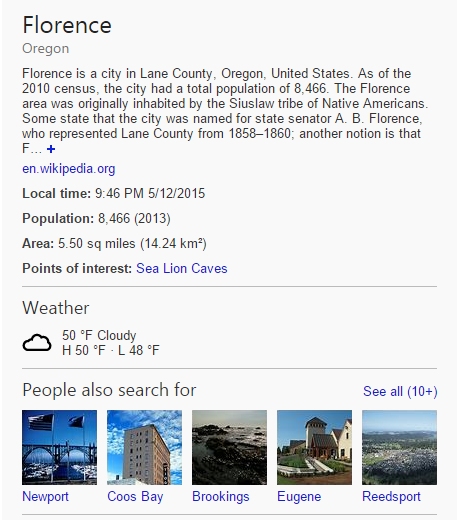 Florence
Oregon
Florence is a city in Lane County, Oregon, United States. As of the
2010 census, the city had a total population of 8,466. The Florence
area was originally inhabited by the Siuslaw tribe of Native Americans.
Some state that the city was named for state senator A. B. Florence,
who represented Lane County from 1858–1860; another notion is that
F... +
en.wikipedia.org
Local time: 9:46 PM 5/12/2015
Population: 8,466 (2013)
Area: 5.50 sq miles (14.24 km²)
Points of interest: Sea Lion Caves
Weather
50 °F Cloudy
H 50 °F · L 48 °F
People also search for See all (10+)
Newport Coos Bay Brookings Eugene Reedsport